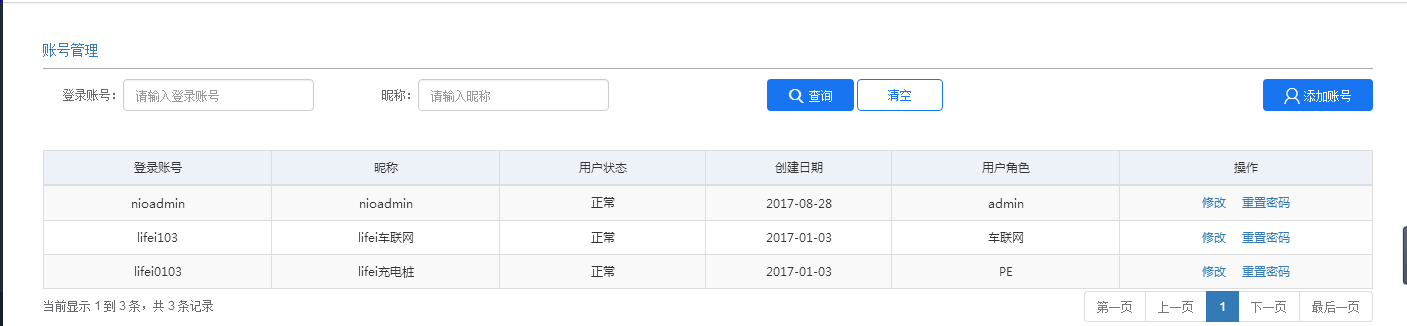 账号管理
登录账号： 请输入登录账号 昵称： 请输入昵称 查询 清空 添加账号
登录账号 昵称 用户状态 创建日期 用户角色 操作
nioadmin nioadmin 正常 2017-08-28 admin 修改 重置密码
lifei103 lifei车联网 正常 2017-01-03 车联网 修改 重置密码
lifei0103 lifei充电桩 正常 2017-01-03 PE 修改 重置密码
当前显示 1 到 3 条，共 3 条记录 第一页 上一页 1 下一页 最后一页